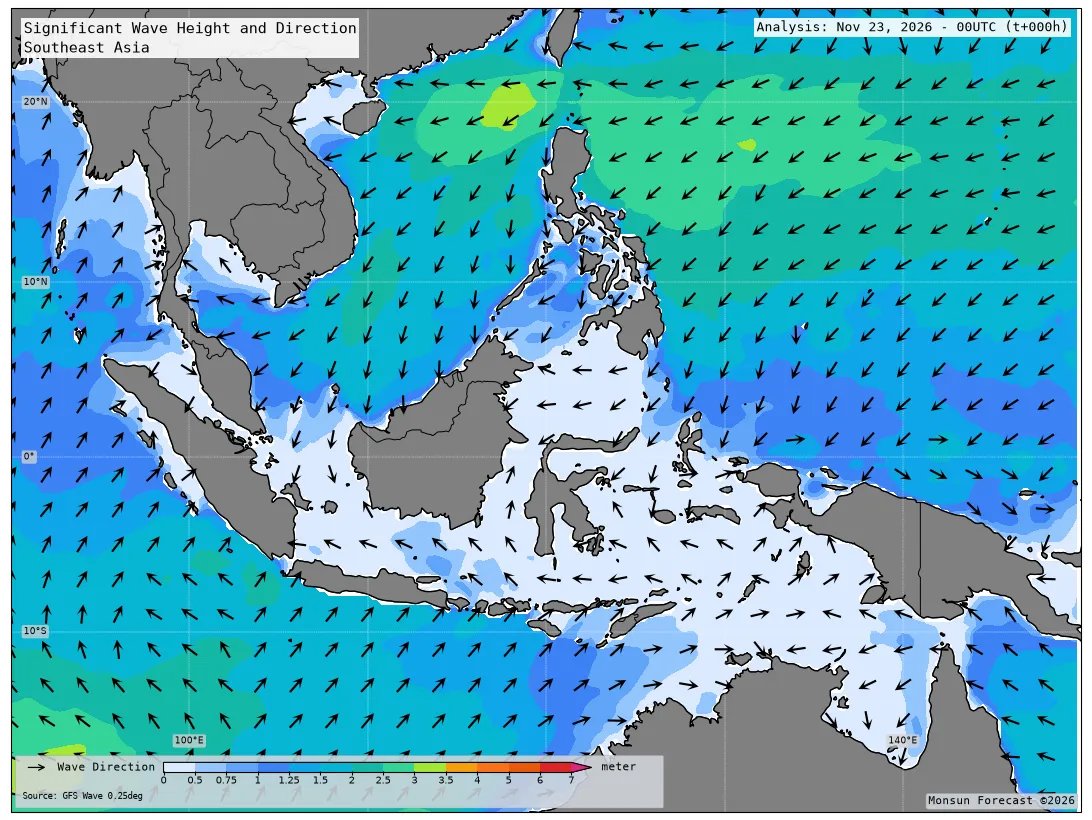 Significant Wave Height and Direction
Southeast Asia
Analysis: Nov 23, 2026 - 00UTC (t+000h)
20°N
10°N
0°
10°S
100°E
140°E
Wave Direction
meter
0 0.5 0.75 1 1.25 1.5 2 2.5 3 3.5 4 5 6 7
Source: GFS Wave 0.25deg
Monsun Forecast ©2026